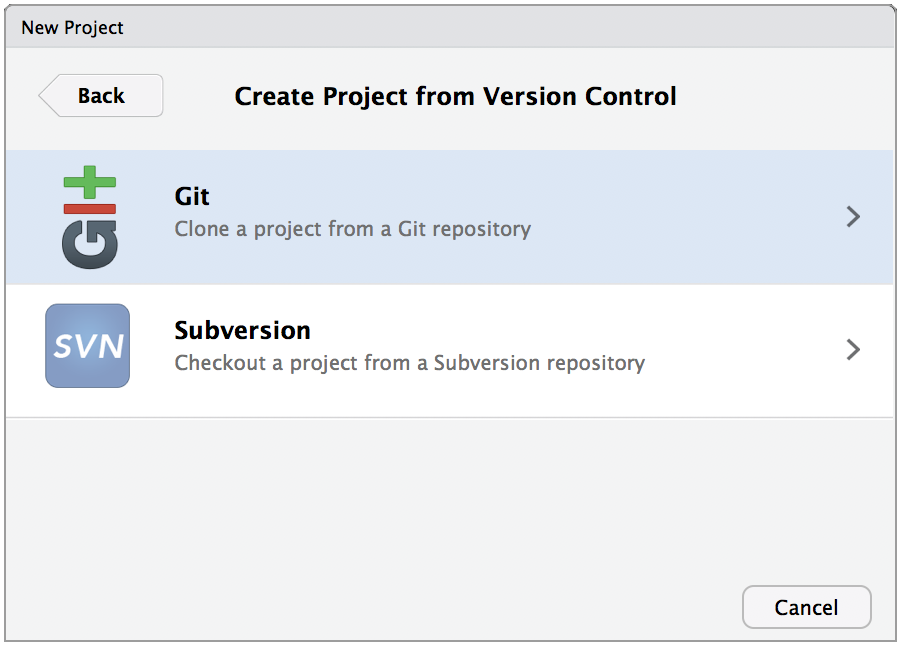 New Project
Back
Create Project from Version Control
git
Git
Clone a project from a Git repository
SVN
Subversion
Checkout a project from a Subversion repository
Cancel